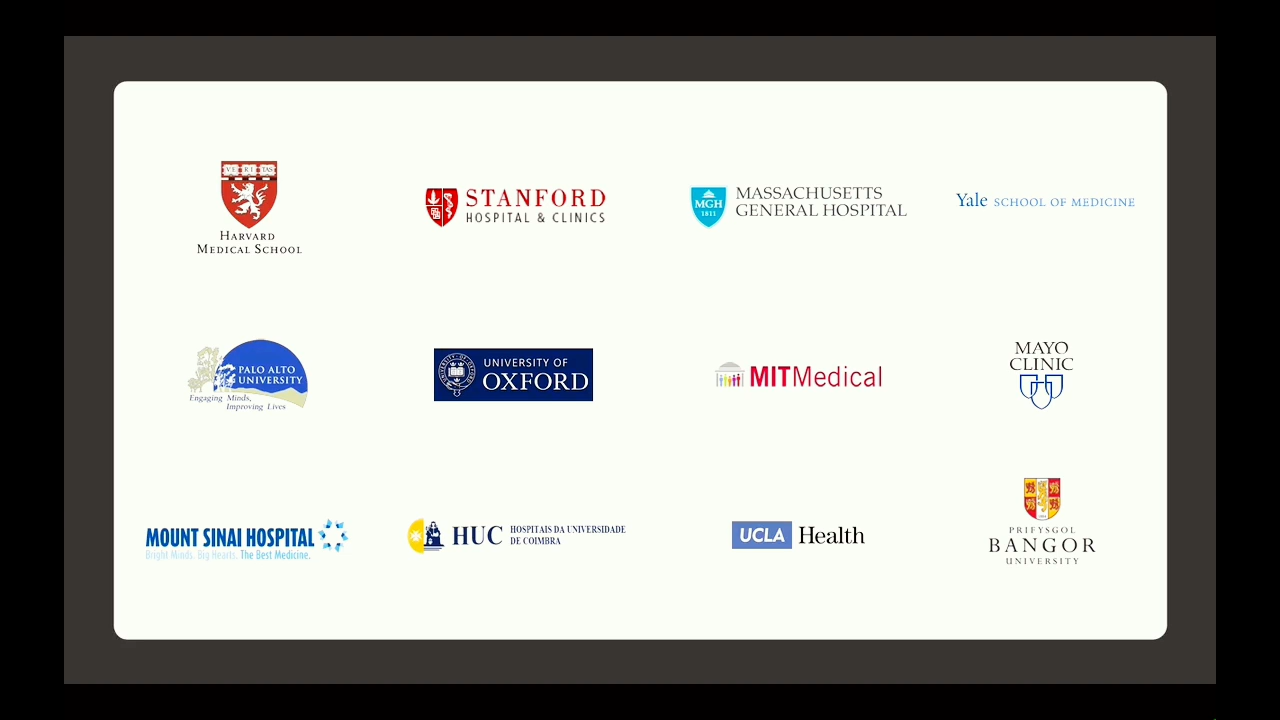 VE RI TAS
HARVARD
MEDICAL SCHOOL
STANFORD
HOSPITAL & CLINICS
MGH
1811
MASSACHUSETTS
GENERAL HOSPITAL
Yale SCHOOL OF MEDICINE
PALO ALTO
UNIVERSITY
Engaging Minds,
Improving Lives
UNIVERSITY OF
OXFORD
MIT Medical
MAYO
CLINIC
MOUNT SINAI HOSPITAL
Bright Minds. Big Hearts. The Best Medicine.
HUC
HOSPITAIS DA UNIVERSIDADE
DE COIMBRA
UCLA Health
PRIFYSGOL
BANGOR
UNIVERSITY